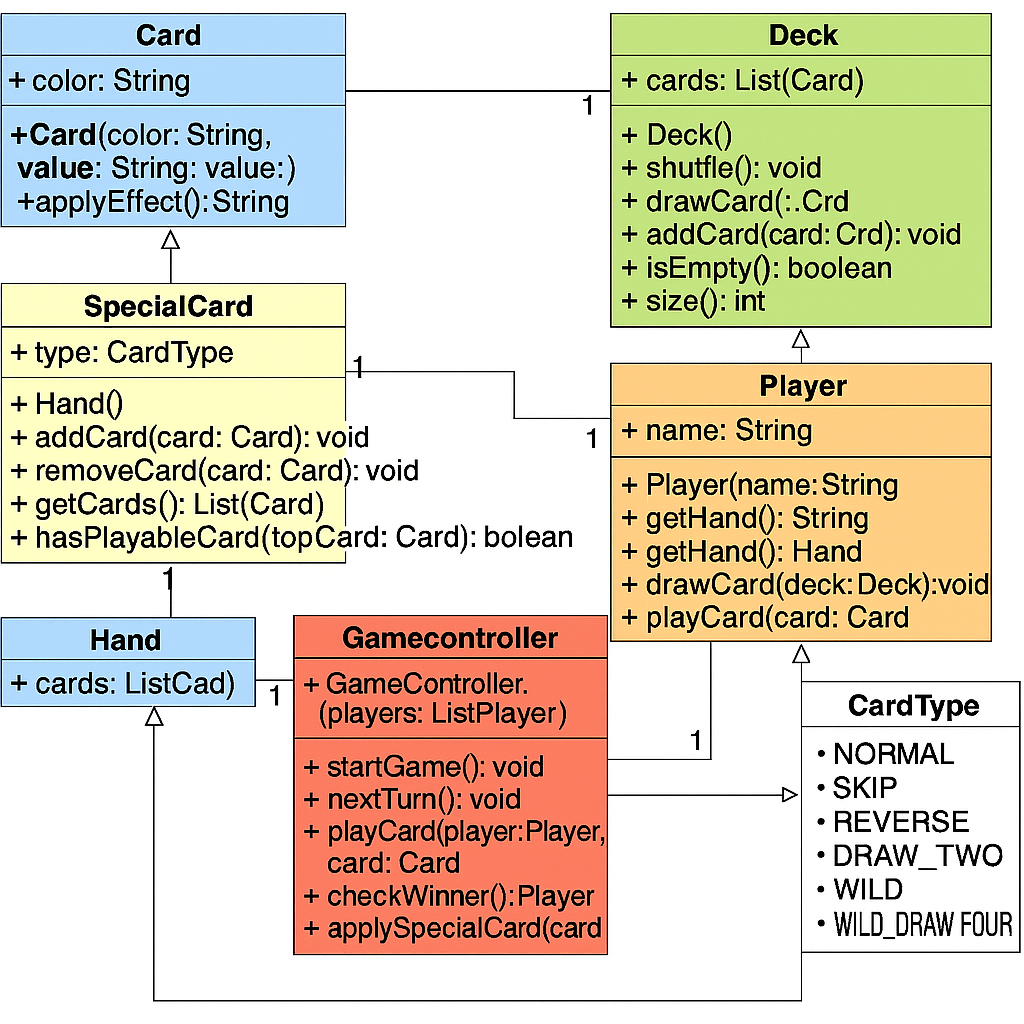 Card
+ color: String
+Card(color: String,
value: String: value:)
+applyEffect():String
Deck
+ cards: List(Card)
+ Deck()
+ shutfle(): void
+ drawCard(:.Crd
+ addCard(card: Crd): void
+ isEmpty(): boolean
+ size(): int
1
SpecialCard
+ type: CardType
+ Hand()
+ addCard(card: Card): void
+ removeCard(card: Card): void
+ getCards(): List(Card)
+ hasPlayableCard(topCard: Card): bolean
1
1
1
Player
+ name: String
+ Player(name:String
+ getHand(): String
+ getHand(): Hand
+ drawCard(deck:Deck):void
+ playCard(card: Card
Hand
+ cards: ListCad)
1
Gamecontroller
+ GameController.
(players: ListPlayer)
+ startGame(): void
+ nextTurn(): void
+ playCard(player:Player,
card: Card
+ checkWinner():Player
+ applySpecialCard(card
1
CardType
• NORMAL
• SKIP
• REVERSE
• DRAW_TWO
• WILD
• WILD_DRAW FOUR